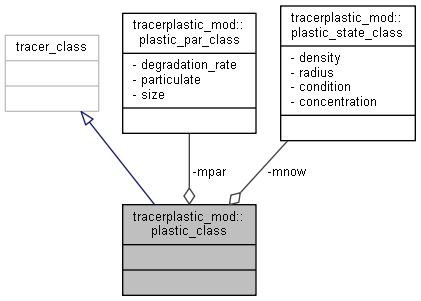 tracer_class
tracerplastic_mod::
plastic_par_class
- degradation_rate
- particulate
- size
tracerplastic_mod::
plastic_state_class
- density
- radius
- condition
- concentration
-mpar
-mnow
tracerplastic_mod::
plastic_class